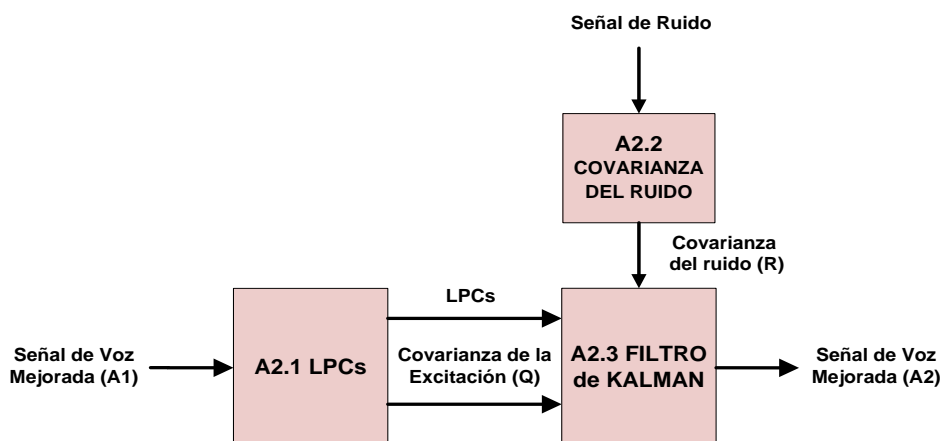 Señal de Ruido
A2.2
COVARIANZA
DEL RUIDO
Covarianza
del ruido (R)
LPCs
Señal de Voz
Mejorada (A1)
A2.1 LPCs
Covarianza de la
Excitación (Q)
A2.3 FILTRO
de KALMAN
Señal de Voz
Mejorada (A2)